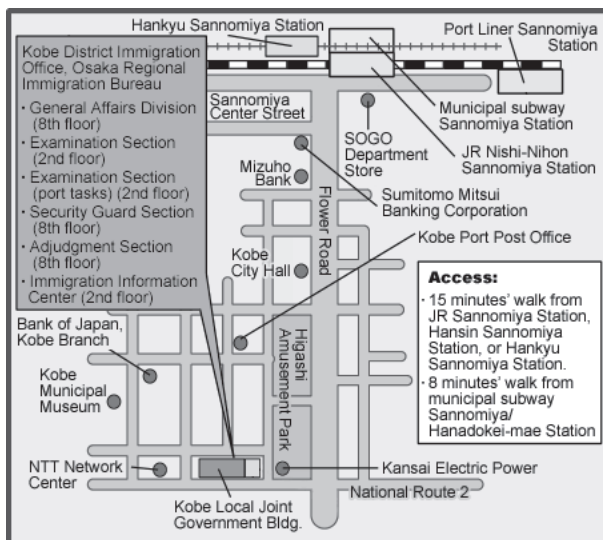 Hankyu Sannomiya Station
Port Liner Sannomiya
Station
Kobe District Immigration
Office, Osaka Regional
Immigration Bureau
· General Affairs Division
(8th floor)
· Examination Section
(2nd floor)
· Examination Section
(port tasks) (2nd floor)
· Security Guard Section
(8th floor)
· Adjudgment Section
(8th floor)
· Immigration Information
Center (2nd floor)
Sannomiya
Center Street
SOGO
Department
Store
Municipal subway
Sannomiya Station
JR Nishi-Nihon
Sannomiya Station
Mizuho
Bank
Flower Road
Sumitomo Mitsui
Banking Corporation
Kobe
City Hall
Kobe Port Post Office
Access:
· 15 minutes' walk from
JR Sannomiya Station,
Hansin Sannomiya
Station, or Hankyu
Sannomiya Station.
· 8 minutes' walk from
municipal subway
Sannomiya/
Hanadokei-mae Station
Bank of Japan,
Kobe Branch
Higashi
Amusement Park
Kobe
Municipal
Museum
NTT Network
Center
Kobe Local Joint
Government Bldg.
Kansai Electric Power
National Route 2